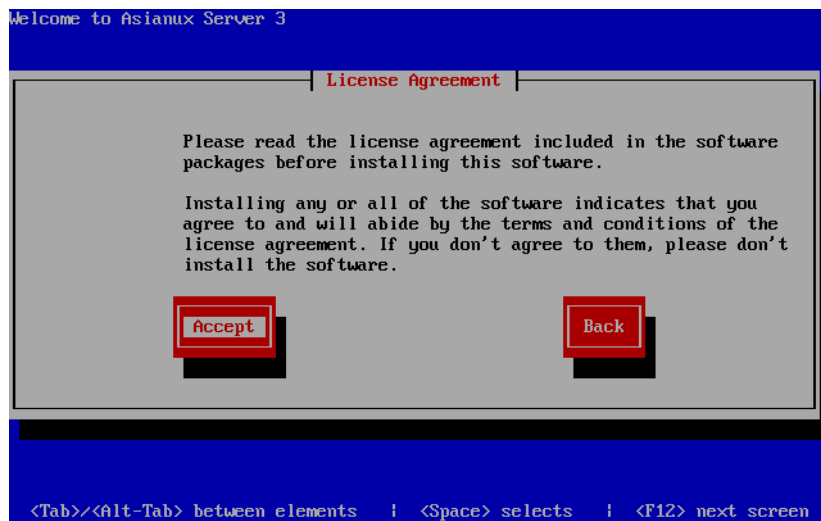 Welcome to Asianux Server 3
License Agreement
Please read the license agreement included in the software
packages before installing this software.
Installing any or all of the software indicates that you
agree to and will abide by the terms and conditions of the
license agreement. If you don't agree to them, please don't
install the software.
Accept
Back
<Tab>/<Alt-Tab> between elements | <Space> selects | <F12> next screen